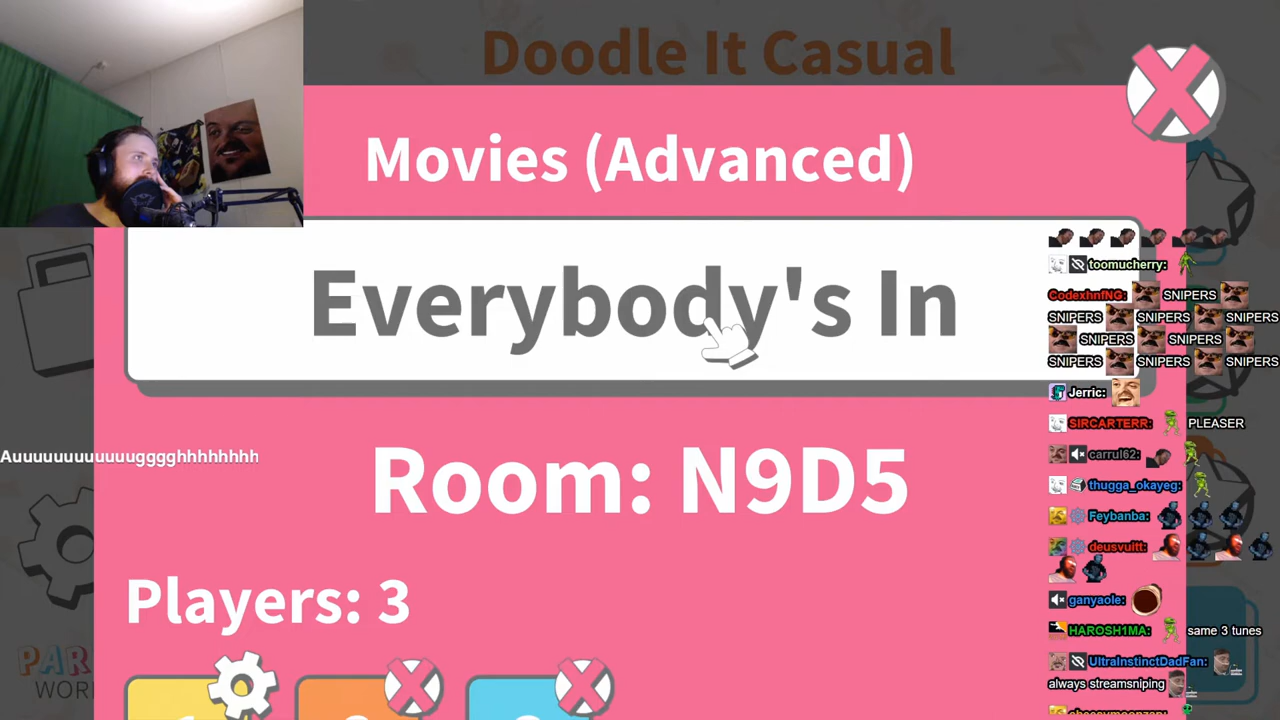 Doodle It Casual
Movies (Advanced)
Everybody's In
toomucherry:
CodexhnfNG: SNIPERS
SNIPERS SNIPERS SNIPERS
SNIPERS SNIPERS
SNIPERS SNIPERS SNIPERS
Jerric:
SIRCARTERR: PLEASER
Auuuuuuuuuuuugggghhhhhhhh
carrul62:
Room: N9D5
thugga_okayeg:
Feybanba:
deusvuitt:
Players: 3
ganyaole:
HAROSH1MA: same 3 tunes
UltraInstinctDadFan:
always streamsniping
PAR
WOR